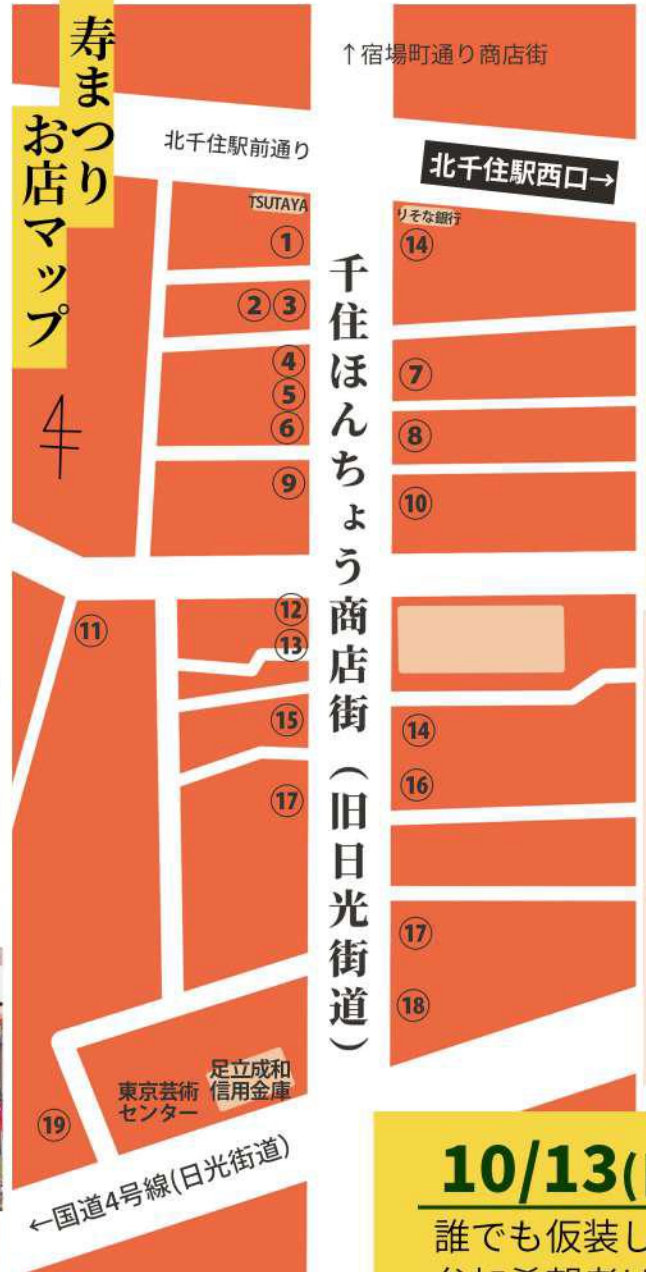 寿まつり
お店マップ
↑宿場町通り商店街
北千住駅前通り
北千住駅西口→
TSUTAYA
りそな銀行
①
⑭
②③
④
⑤
⑥
⑦
⑧
⑨
⑩
千住ほんちょう商店街（旧日光街道）
⑪
⑫
⑬
⑭
⑮
⑯
⑰
⑰
⑱
足立成和
信用金庫
東京芸術
センター
⑲
←国道4号線(日光街道)
10/13(
誰でも仮装し